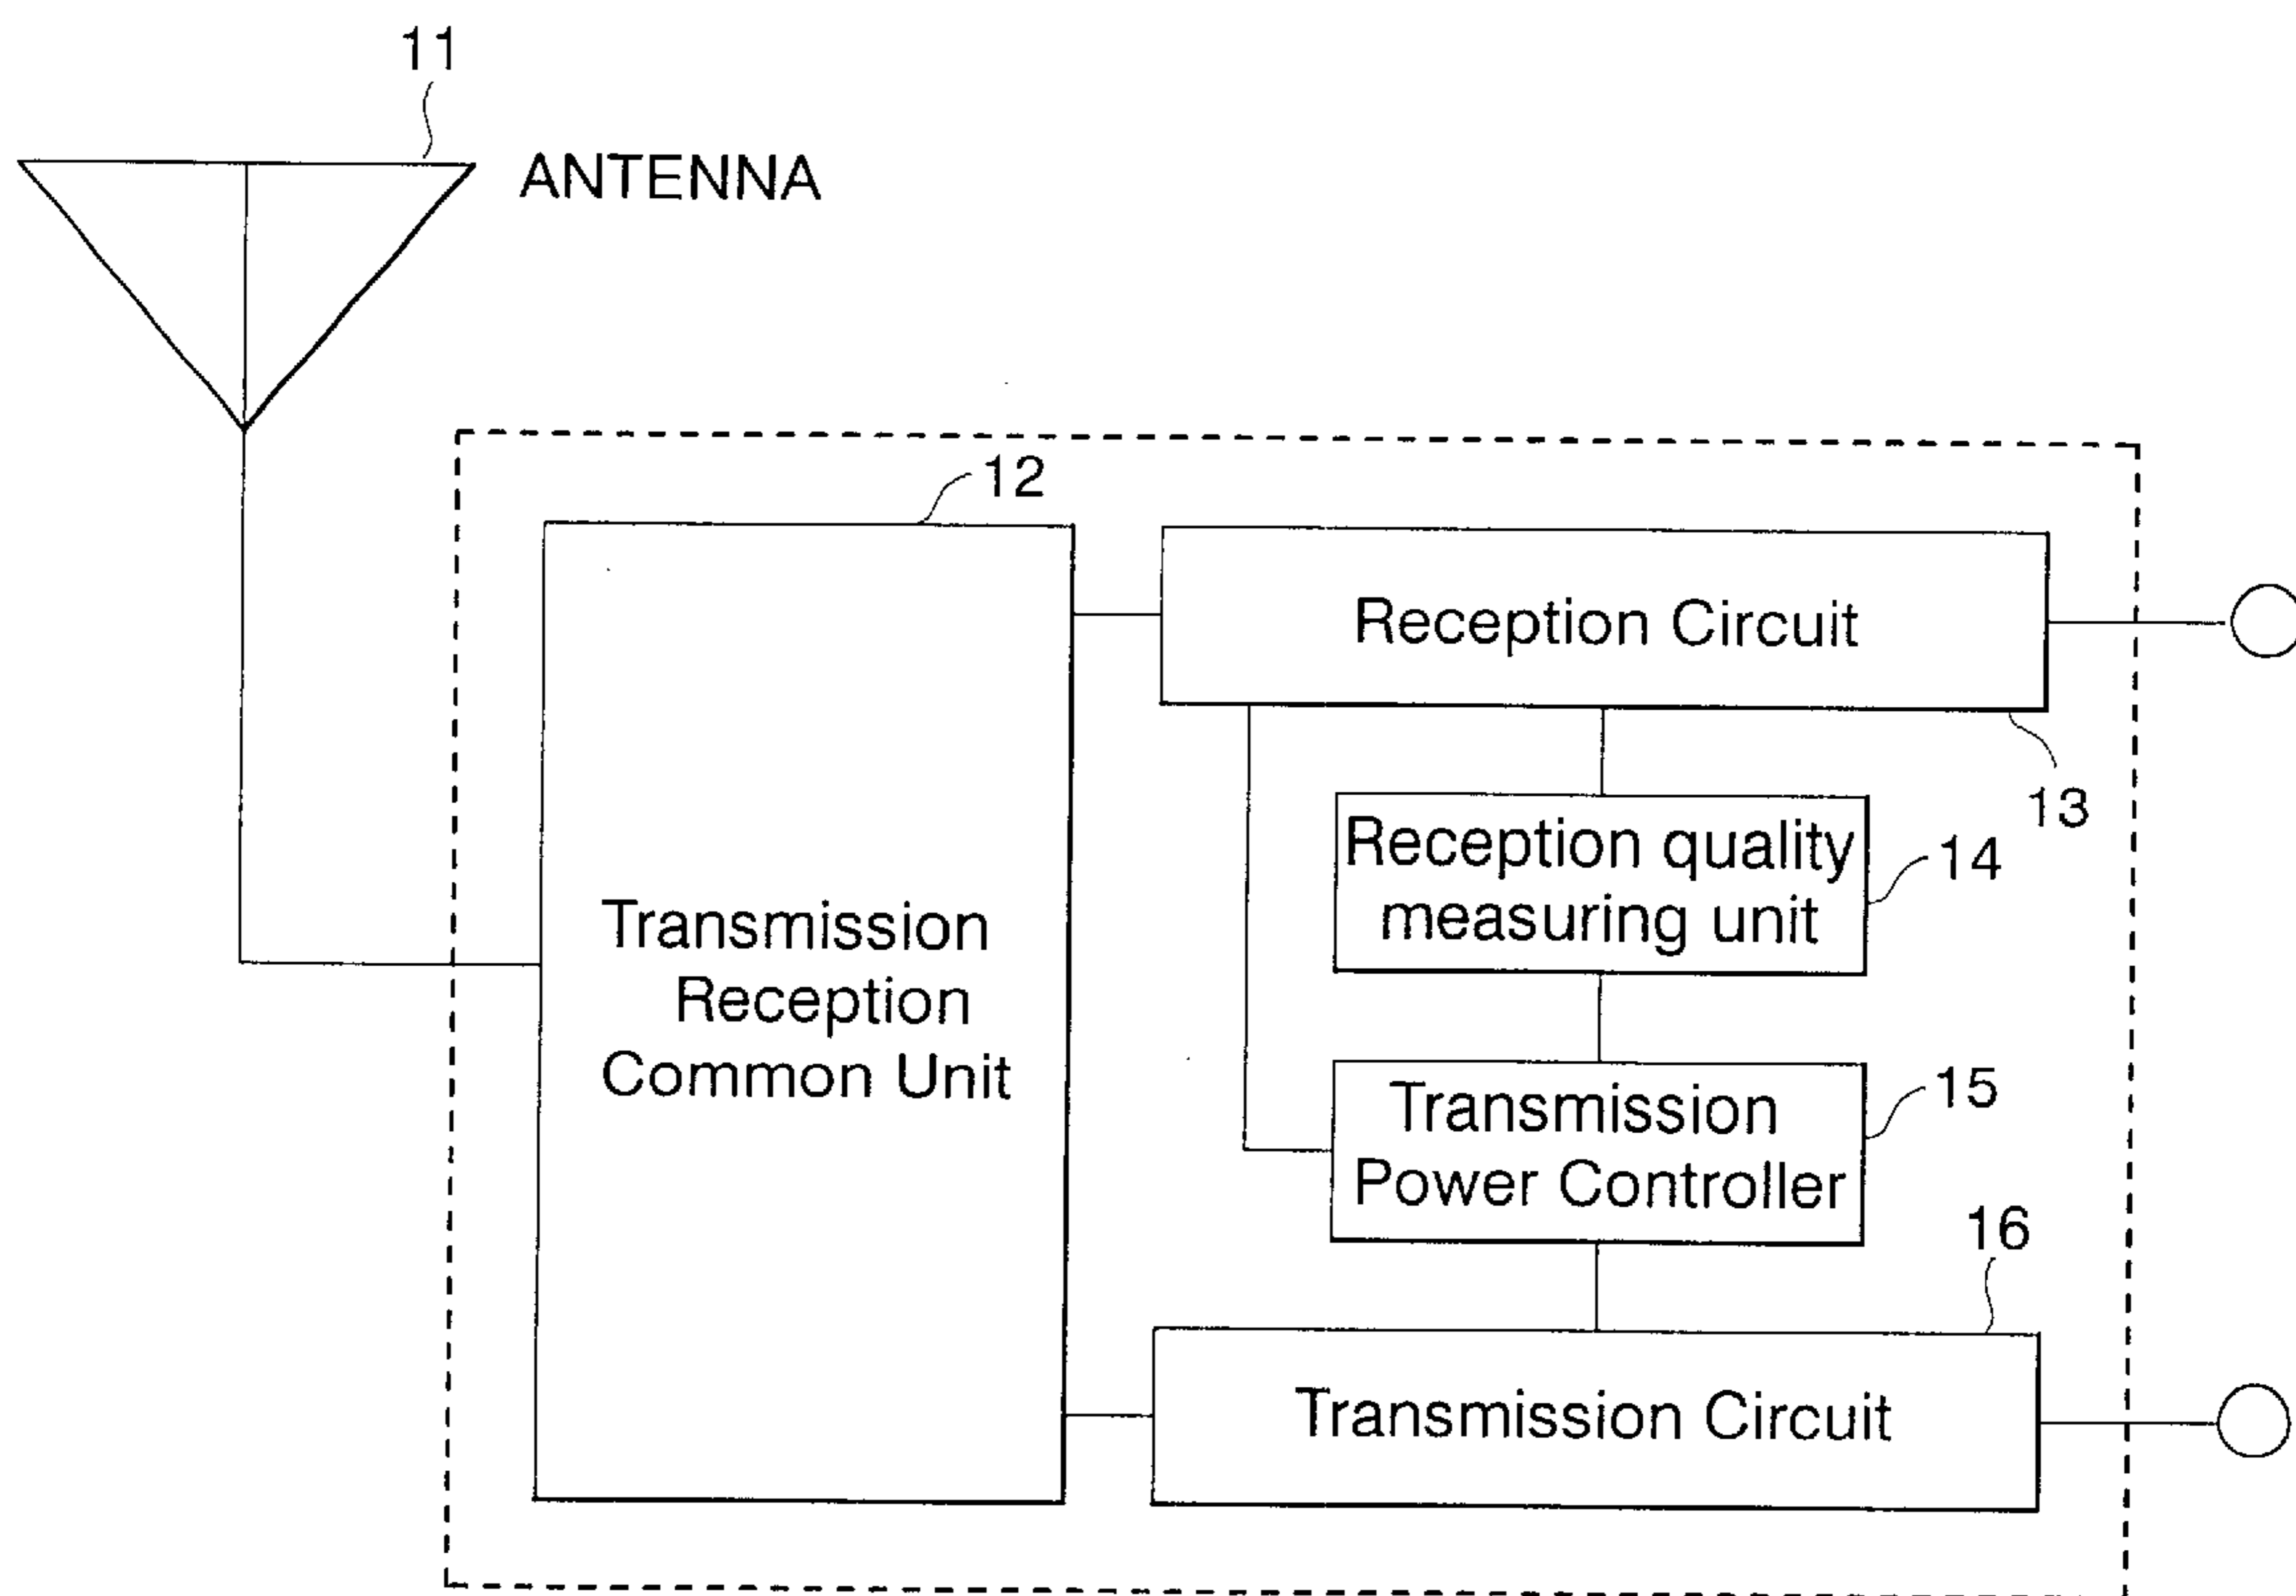 11
ANTENNA
12
Reception Circuit
13
Reception quality
measuring unit
14
Transmission
Reception
Common Unit
Transmission
Power Controller
15
16
Transmission Circuit